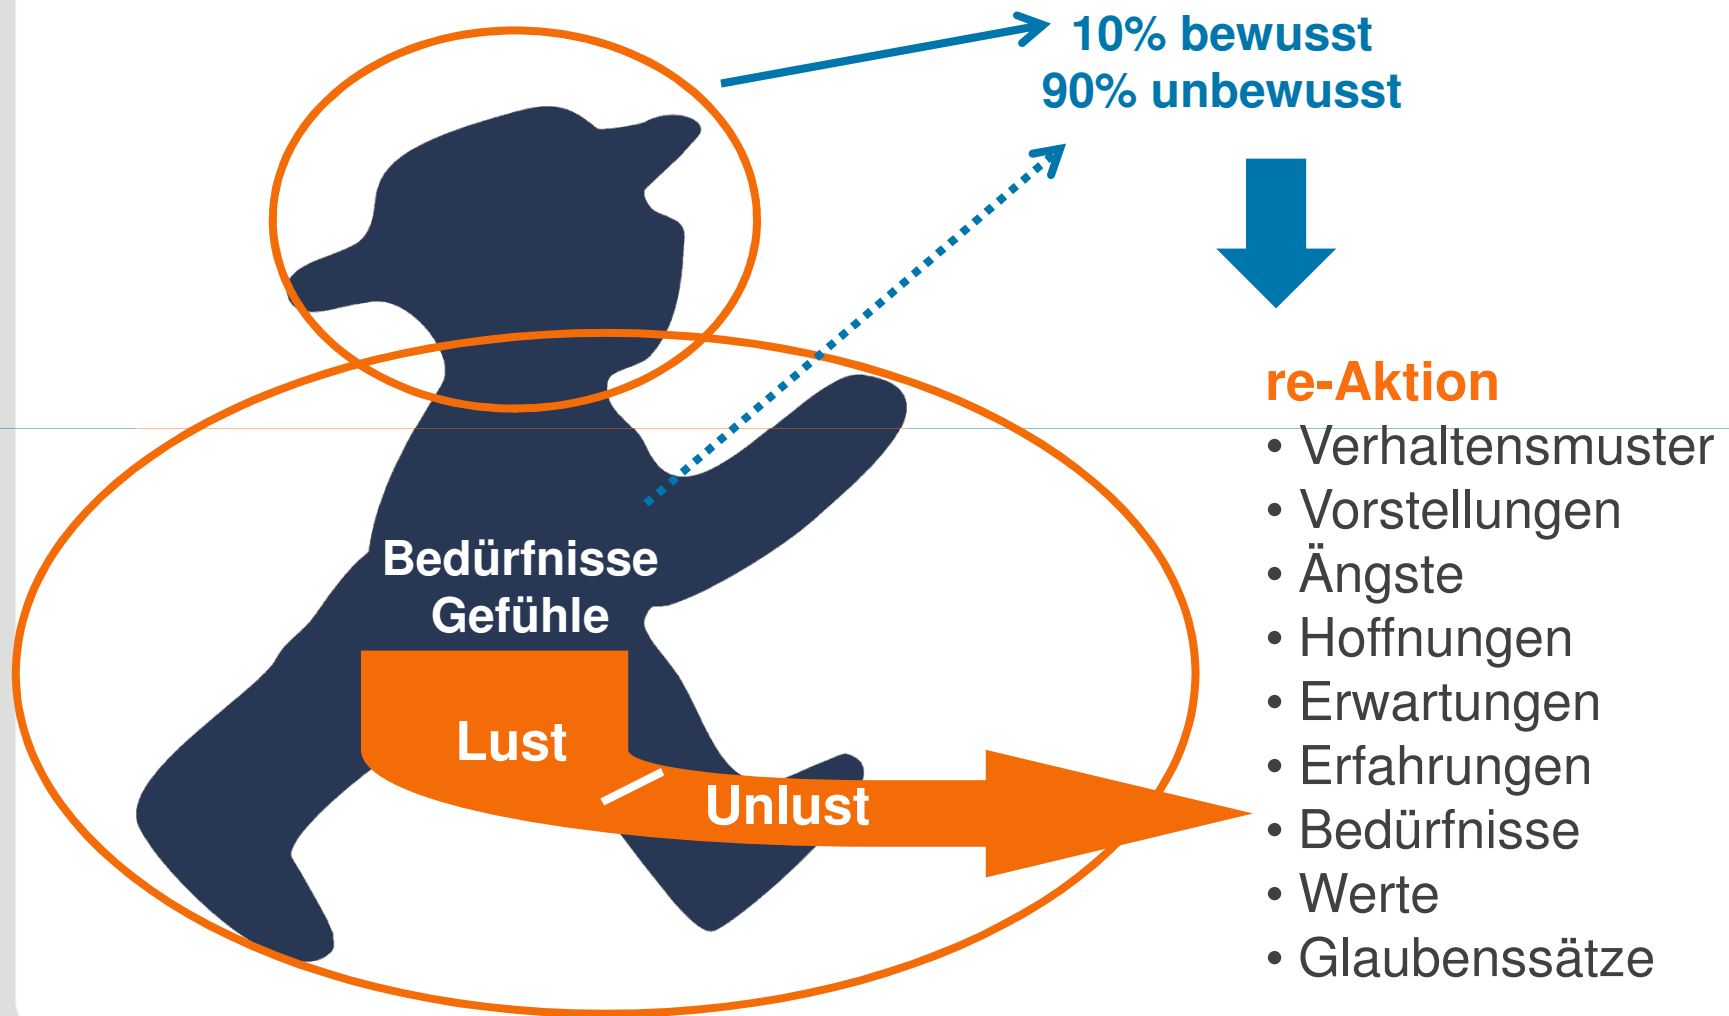 10% bewusst
90% unbewusst
Bedürfnisse
Gefühle
Lust
Unlust
re-Aktion
• Verhaltensmuster
• Vorstellungen
• Ängste
• Hoffnungen
• Erwartungen
• Erfahrungen
• Bedürfnisse
• Werte
• Glaubenssätze